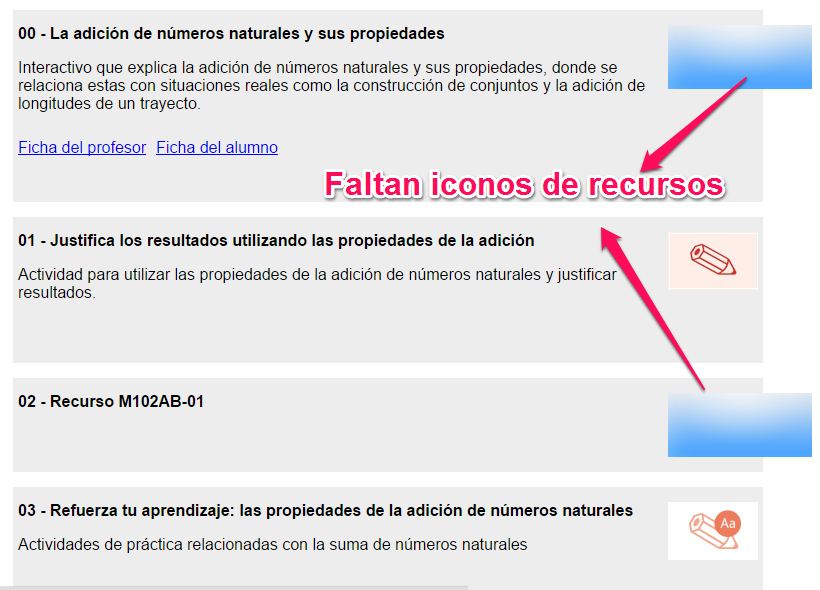 00 - La adición de números naturales y sus propiedades
Interactivo que explica la adición de números naturales y sus propiedades, donde se
relaciona estas con situaciones reales como la construcción de conjuntos y la adición de
longitudes de un trayecto.
Ficha del profesor Ficha del alumno
Faltan iconos de recursos
01 - Justifica los resultados utilizando las propiedades de la adición
Actividad para utilizar las propiedades de la adición de números naturales y justificar
resultados.
02 - Recurso M102AB-01
03 - Refuerza tu aprendizaje: las propiedades de la adición de números naturales
Aa
Actividades de práctica relacionadas con la suma de números naturales